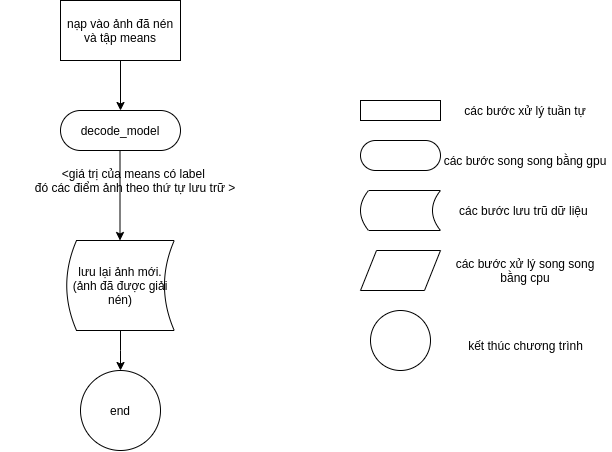 nạp vào ảnh đã nén
và tập means
decode_model
<giá trị của means có label
đó các điểm ảnh theo thứ tự lưu trữ >
lưu lại ảnh mới.
(ảnh đã được giải
nén)
end
các bước xử lý tuần tự
các bước song song bằng gpu
các bước lưu trũ dữ liệu
các bước xử lý song song
bằng cpu
kết thúc chương trình